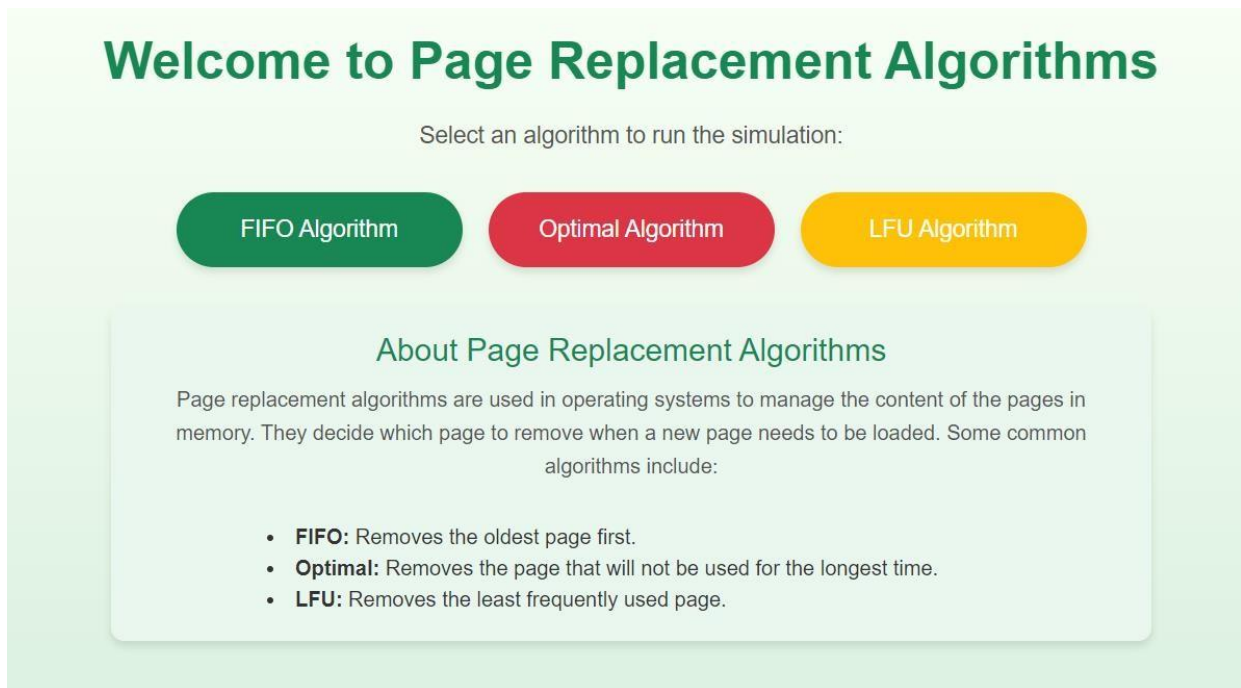 Welcome to Page Replacement Algorithms
Select an algorithm to run the simulation:
FIFO Algorithm
Optimal Algorithm
LFU Algorithm
About Page Replacement Algorithms
Page replacement algorithms are used in operating systems to manage the content of the pages in
memory. They decide which page to remove when a new page needs to be loaded. Some common
algorithms include:
• FIFO: Removes the oldest page first.
• Optimal: Removes the page that will not be used for the longest time.
• LFU: Removes the least frequently used page.